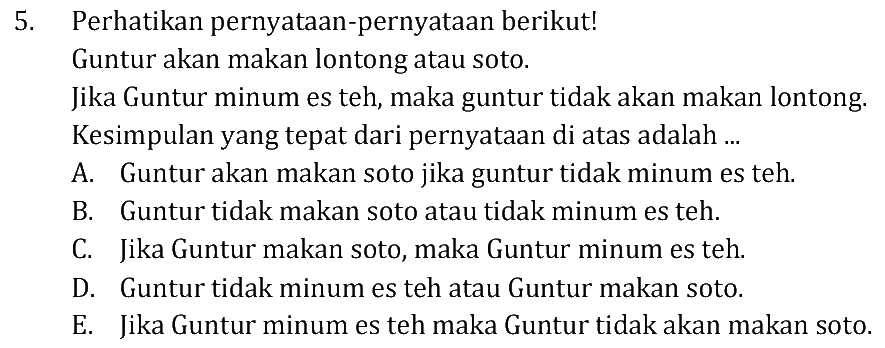 5. Perhatikan pernyataan-pernyataan berikut!
Guntur akan makan lontong atau soto.
Jika Guntur minum es teh, maka guntur tidak akan makan lontong.
Kesimpulan yang tepat dari pernyataan di atas adalah ...
A. Guntur akan makan soto jika guntur tidak minum es teh.
B. Guntur tidak makan soto atau tidak minum es teh.
C. Jika Guntur makan soto, maka Guntur minum es teh.
D. Guntur tidak minum es teh atau Guntur makan soto.
E. Jika Guntur minum es teh maka Guntur tidak akan makan soto.